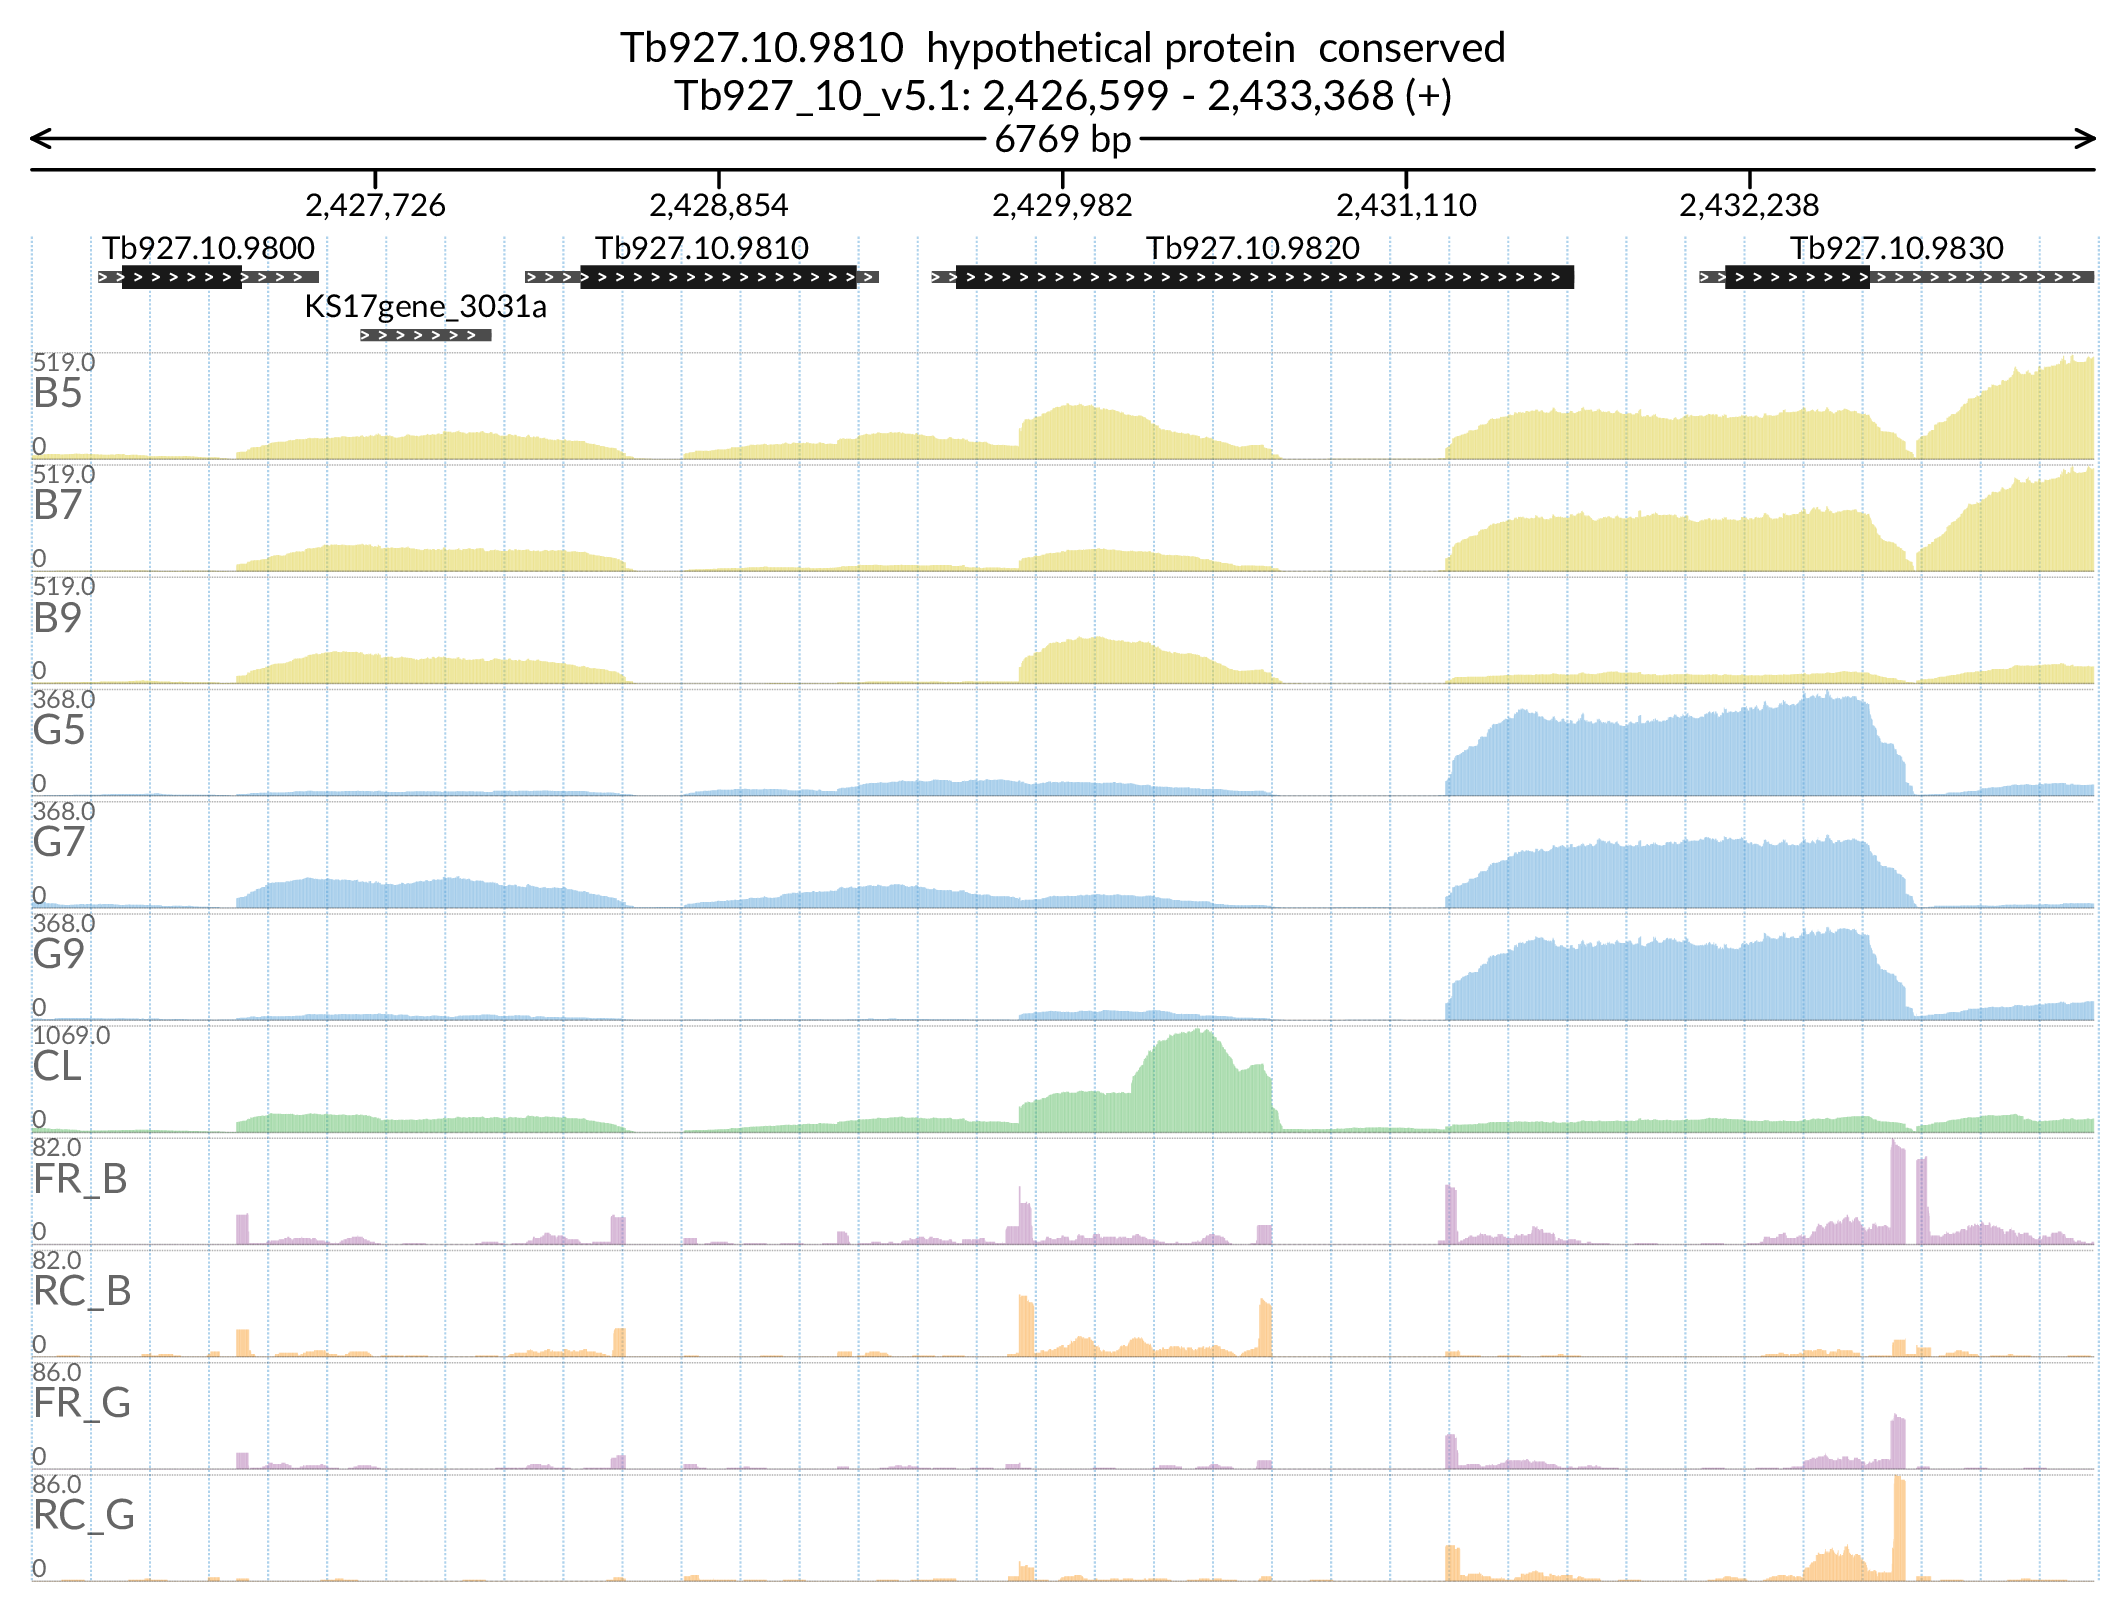 Tb927.10.9810  hypothetical protein  conserved
Tb927_10_v5.1: 2,426,599 - 2,433,368 (+)
6769 bp
2,427,726 2,428,854 2,429,982 2,431,110 2,432,238
Tb927.10.9800 Tb927.10.9810 Tb927.10.9820 Tb927.10.9830
KS17gene_3031a
519.0
B5
0
519.0
B7
0
519.0
B9
0
368.0
G5
0
368.0
G7
0
368.0
G9
0
1069.0
CL
0
82.0
FR_B
0
82.0
RC_B
0
86.0
FR_G
0
86.0
RC_G
0